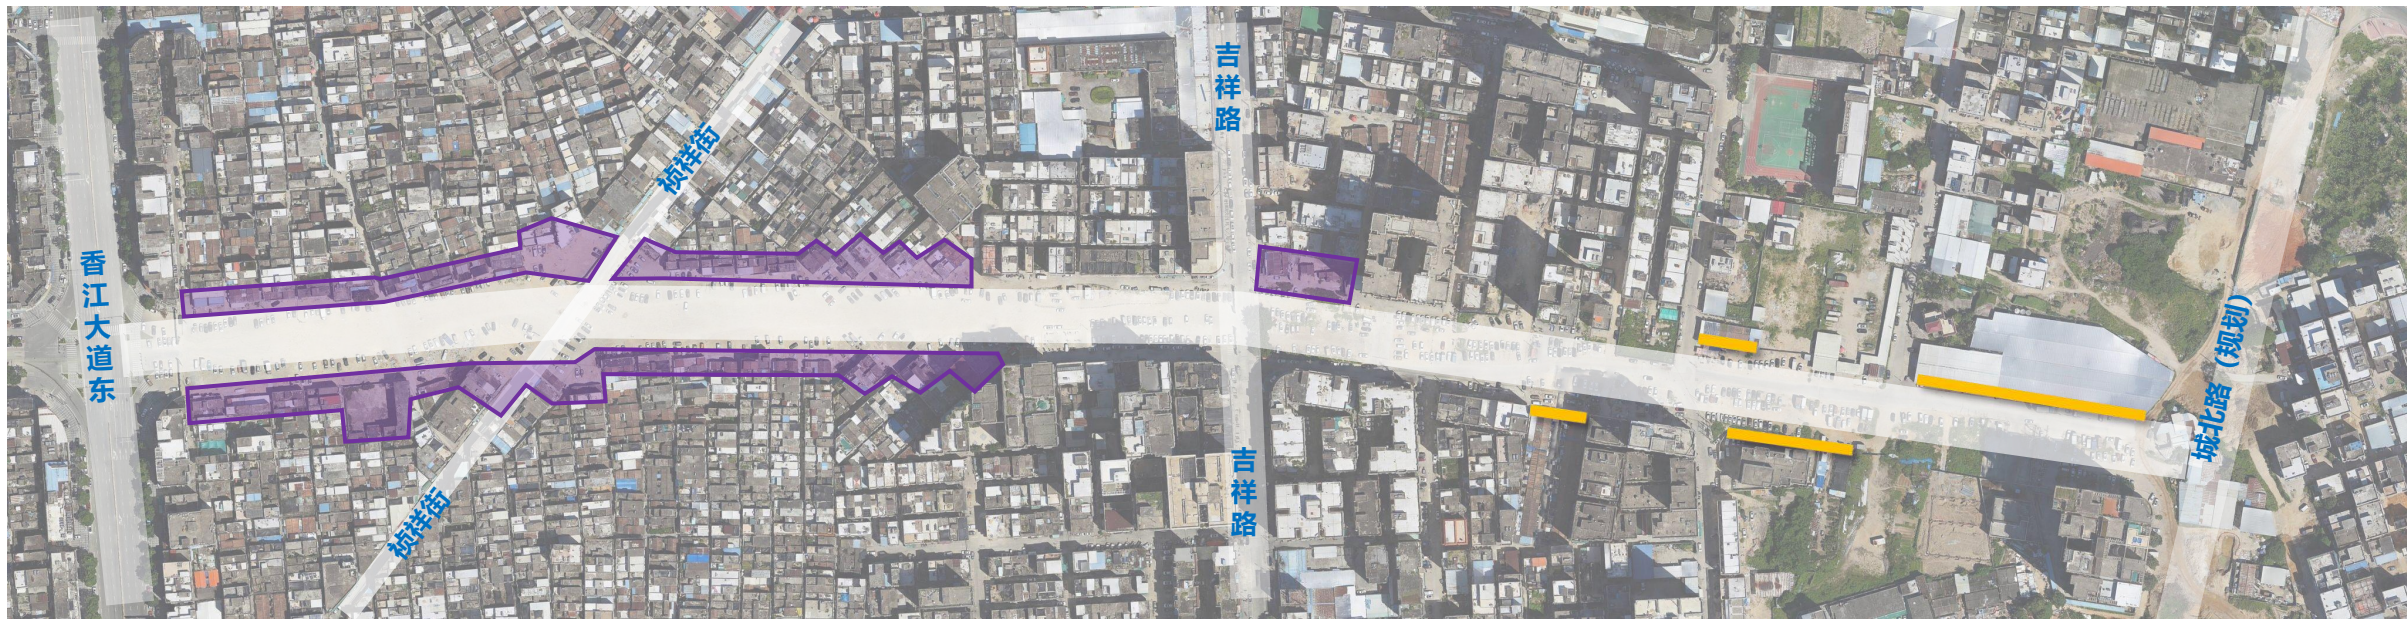 吉祥路
祯祥街
香江大道东
城北路（规划）
吉祥路
祯祥街